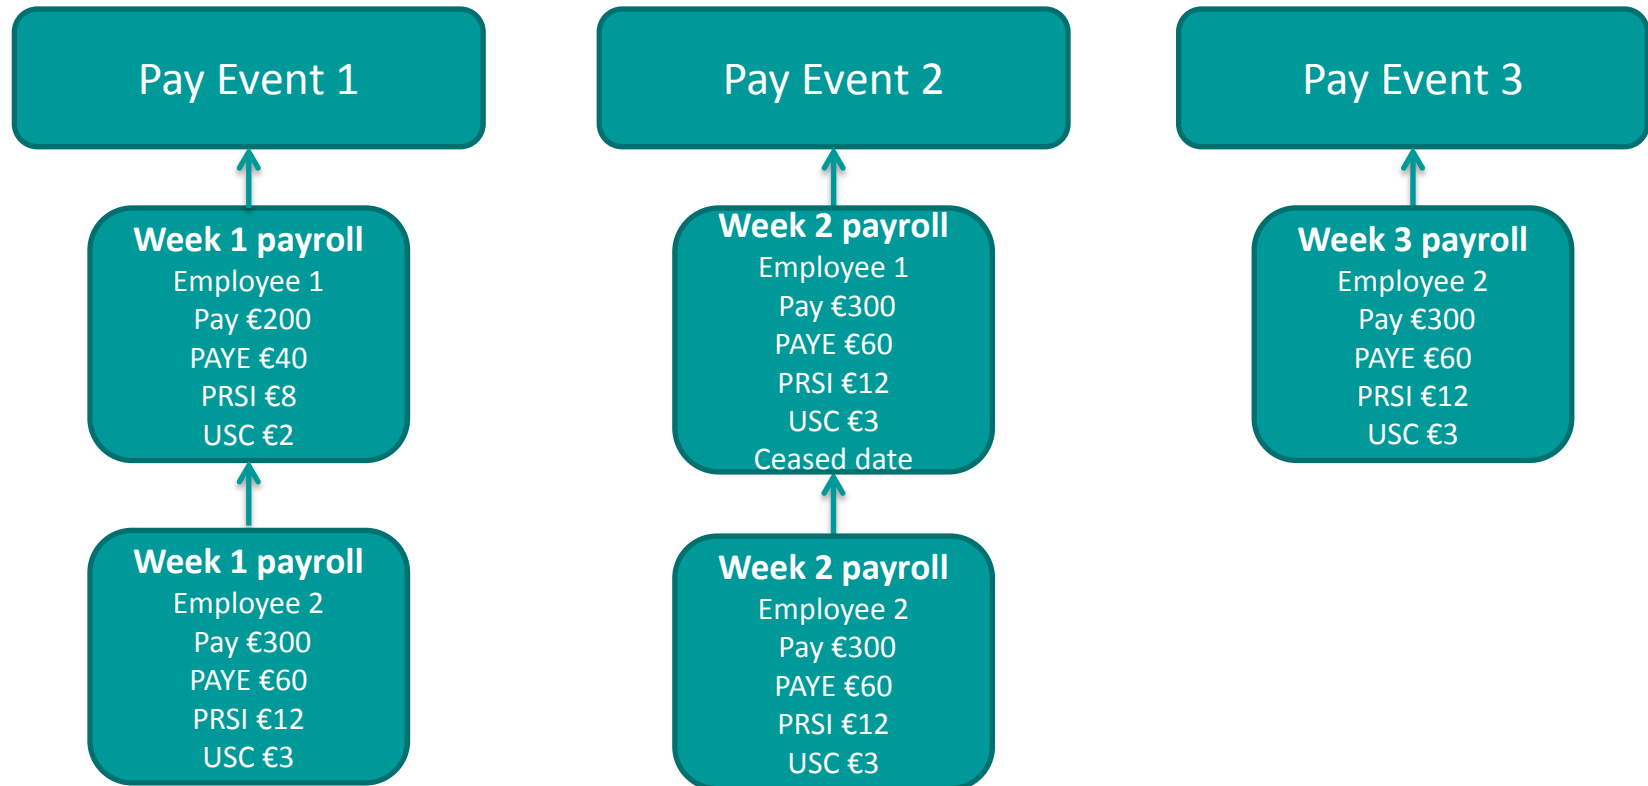 Pay Event 1
Week 1 payroll
Employee 1
Pay €200
PAYE €40
PRSI €8
USC €2
Week 1 payroll
Employee 2
Pay €300
PAYE €60
PRSI €12
USC €3
Pay Event 2
Week 2 payroll
Employee 1
Pay €300
PAYE €60
PRSI €12
USC €3
Ceased date
Week 2 payroll
Employee 2
Pay €300
PAYE €60
PRSI €12
USC €3
Pay Event 3
Week 3 payroll
Employee 2
Pay €300
PAYE €60
PRSI €12
USC €3